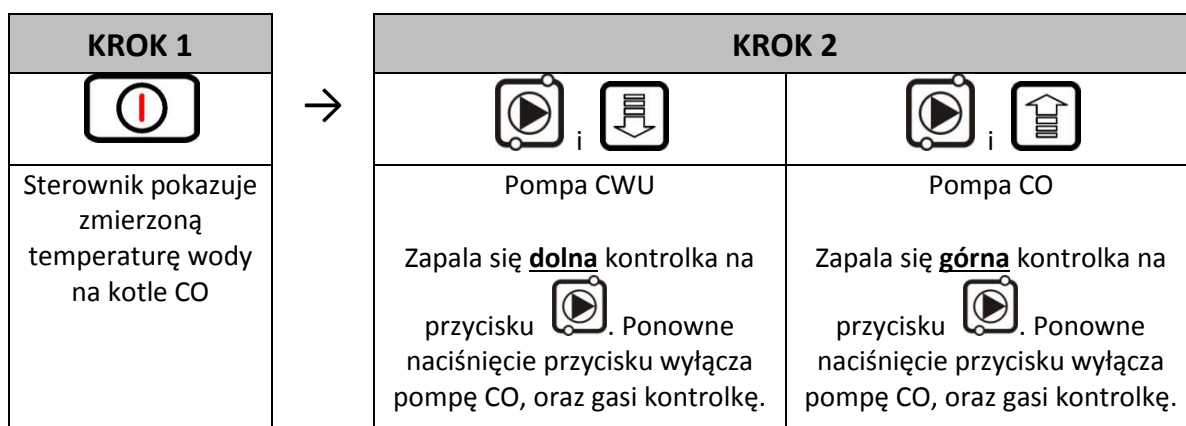 KROK 1
KROK 2
→
i
i
Sterownik pokazuje
zmierzoną
temperaturę wody
na kotle CO
Pompa CWU
Zapala się dolna kontrolka na
przycisku . Ponowne
naciśnięcie przycisku wyłącza
pompę CO, oraz gasi kontrolkę.
Pompa CO
Zapala się górna kontrolka na
przycisku . Ponowne
naciśnięcie przycisku wyłącza
pompę CO, oraz gasi kontrolkę.